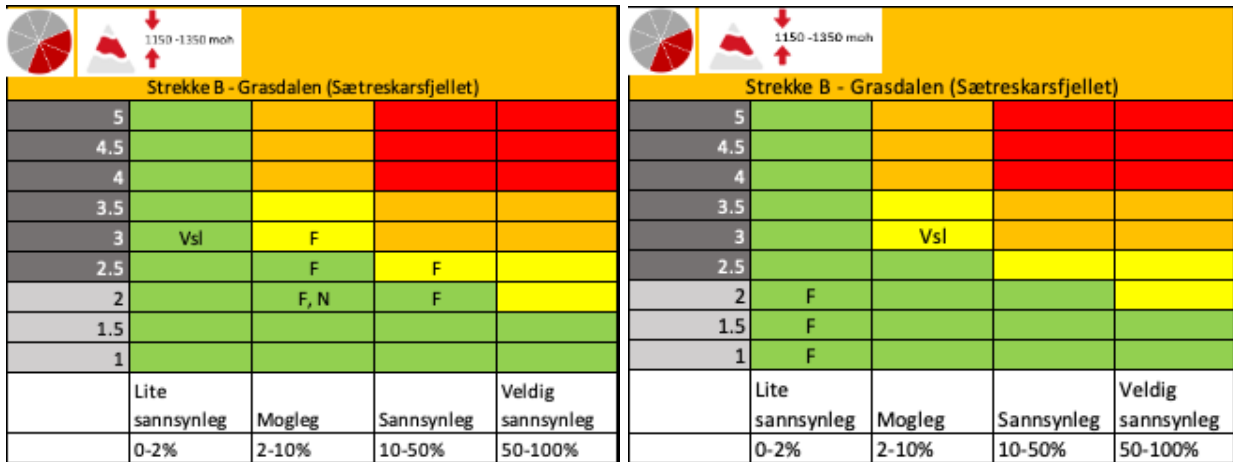 1150 -1350 moh
Strekke B - Grasdalen (Sætreskarsfjellet)
5
4.5
4
3.5
3 Vsl F
2.5 F F
2 F, N F
1.5
1
Lite sannsynleg Mogleg Sannsynleg Veldig sannsynleg
0-2% 2-10% 10-50% 50-100%
1150 -1350 moh
Strekke B - Grasdalen (Sætreskarsfjellet)
5
4.5
4
3.5
3 Vsl
2.5
2 F
1.5 F
1 F
Lite sannsynleg Mogleg Sannsynleg Veldig sannsynleg
0-2% 2-10% 10-50% 50-100%